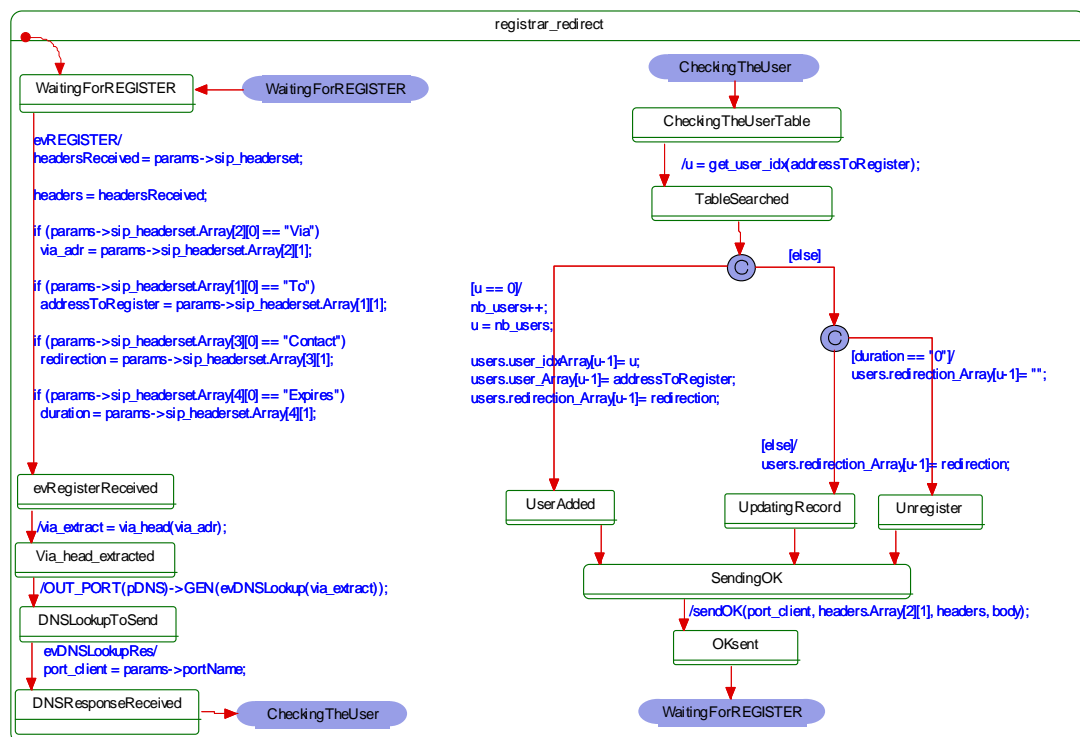 registrar_redirect
WaitingForREGISTER
WaitingForREGISTER
evREGISTER/
headersReceived = params->sip_headerset;
headers = headersReceived;
if (params->sip_headerset.Array[2][0] == "Via")
via_adr = params->sip_headerset.Array[2][1];
if (params->sip_headerset.Array[1][0] == "To")
addressToRegister = params->sip_headerset.Array[1][1];
if (params->sip_headerset.Array[3][0] == "Contact")
redirection = params->sip_headerset.Array[3][1];
if (params->sip_headerset.Array[4][0] == "Expires")
duration = params->sip_headerset.Array[4][1];
evRegisterReceived
/via_extract = via_head(via_adr);
Via_head_extracted
/OUT_PORT(pDNS)->GEN(evDNSLookup(via_extract));
DNSLookupToSend
evDNSLookupRes/
port_client = params->portName;
DNSResponseReceived
CheckingTheUser
CheckingTheUser
CheckingTheUserTable
/u = get_user_idx(addressToRegister);
TableSearched
C
[else]
[u == 0]/
nb_users++;
u = nb_users;
users.user_idxArray[u-1]= u;
users.user_Array[u-1]= addressToRegister;
users.redirection_Array[u-1]= redirection;
C
[duration == "0"]/
users.redirection_Array[u-1]= "";
[else]/
users.redirection_Array[u-1]= redirection;
UserAdded
UpdatingRecord
Unregister
SendingOK
/sendOK(port_client, headers.Array[2][1], headers, body);
OKsent
WaitingForREGISTER